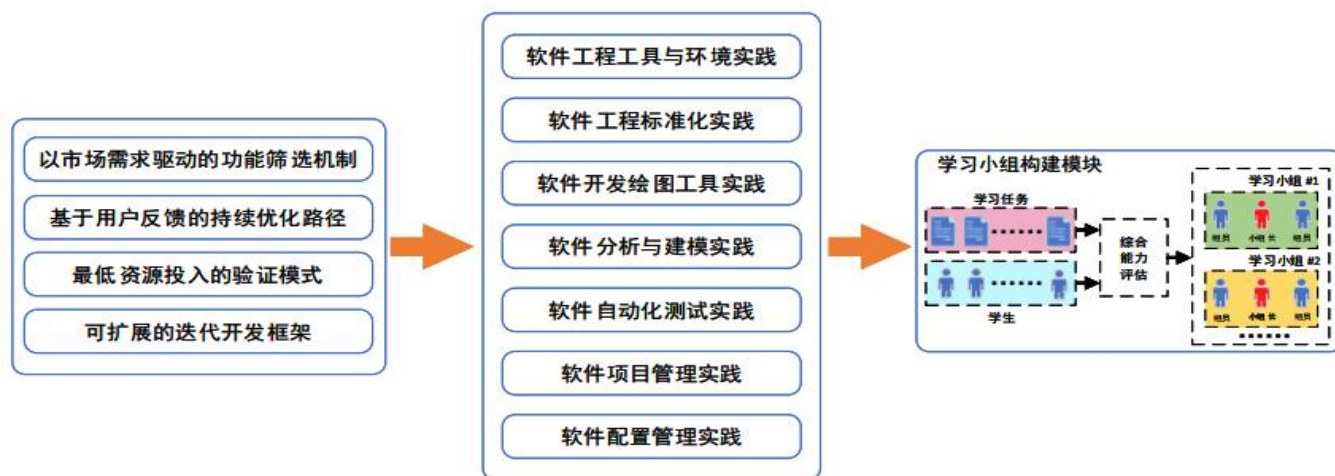 以市场需求驱动的功能筛选机制
基于用户反馈的持续优化路径
最低资源投入的验证模式
可扩展的迭代开发框架
软件工程工具与环境实践
软件工程标准化实践
软件开发绘图工具实践
软件分析与建模实践
软件自动化测试实践
软件项目管理实践
软件配置管理实践
学习小组构建模块
学习任务
······
······
学生
综合
能力
评估
学习小组 #1
组员 小组长 组员
学习小组 #2
组员 小组长 组员
······